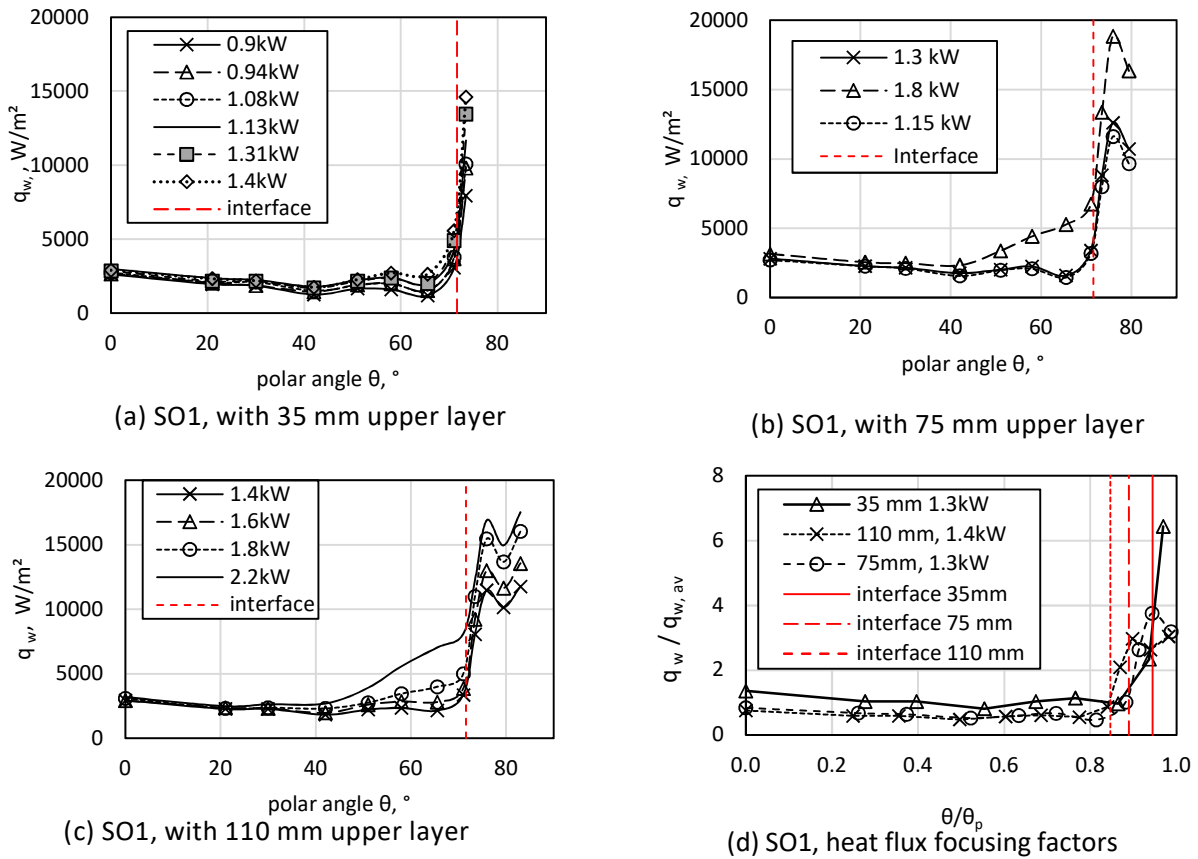 20000
15000
10000
5000
0
q_w, , W/m²
0.9kW
0.94kW
1.08kW
1.13kW
1.31kW
1.4kW
interface
0 20 40 60 80
polar angle θ, °
(a) SO1, with 35 mm upper layer
20000
15000
10000
5000
0
q_w, W/m²
1.3 kW
1.8 kW
1.15 kW
Interface
0 20 40 60 80
polar angle θ, °
(b) SO1, with 75 mm upper layer
20000
15000
10000
5000
0
q_w, W/m²
1.4kW
1.6kW
1.8kW
2.2kW
interface
0 20 40 60 80
polar angle θ, °
(c) SO1, with 110 mm upper layer
8
6
4
2
0
q_w / q_w, av
35 mm 1.3kW
110 mm, 1.4kW
75mm, 1.3kW
interface 35mm
interface 75 mm
interface 110 mm
0.0 0.2 0.4 0.6 0.8 1.0
θ/θ_p
(d) SO1, heat flux focusing factors